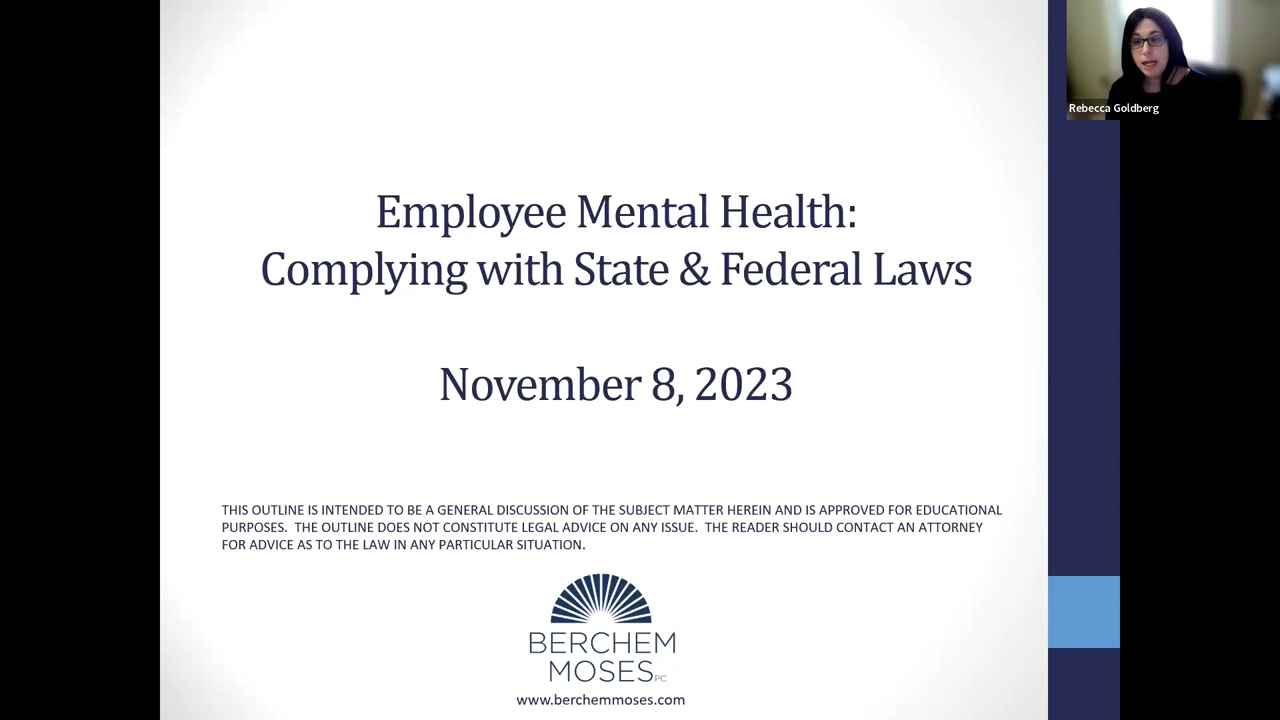 Rebecca Goldberg
Employee Mental Health:
Complying with State & Federal Laws
November 8, 2023
THIS OUTLINE IS INTENDED TO BE A GENERAL DISCUSSION OF THE SUBJECT MATTER HEREIN AND IS APPROVED FOR EDUCATIONAL
PURPOSES.  THE OUTLINE DOES NOT CONSTITUTE LEGAL ADVICE ON ANY ISSUE.  THE READER SHOULD CONTACT AN ATTORNEY
FOR ADVICE AS TO THE LAW IN ANY PARTICULAR SITUATION.
BERCHEM
MOSES PC
www.berchemmoses.com